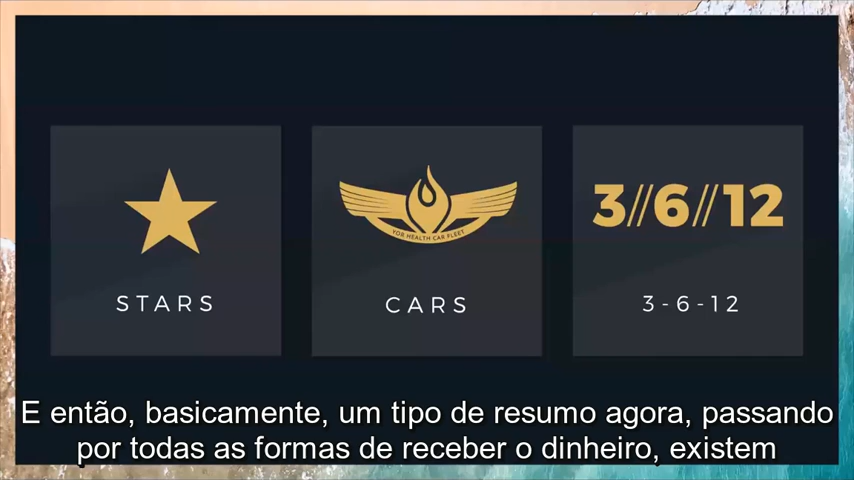 3//6//12
YOR HEALTH CAR FLEET
STARS
CARS
3-6-12
E então, basicamente, um tipo de resumo agora, passando
por todas as formas de receber o dinheiro, existem